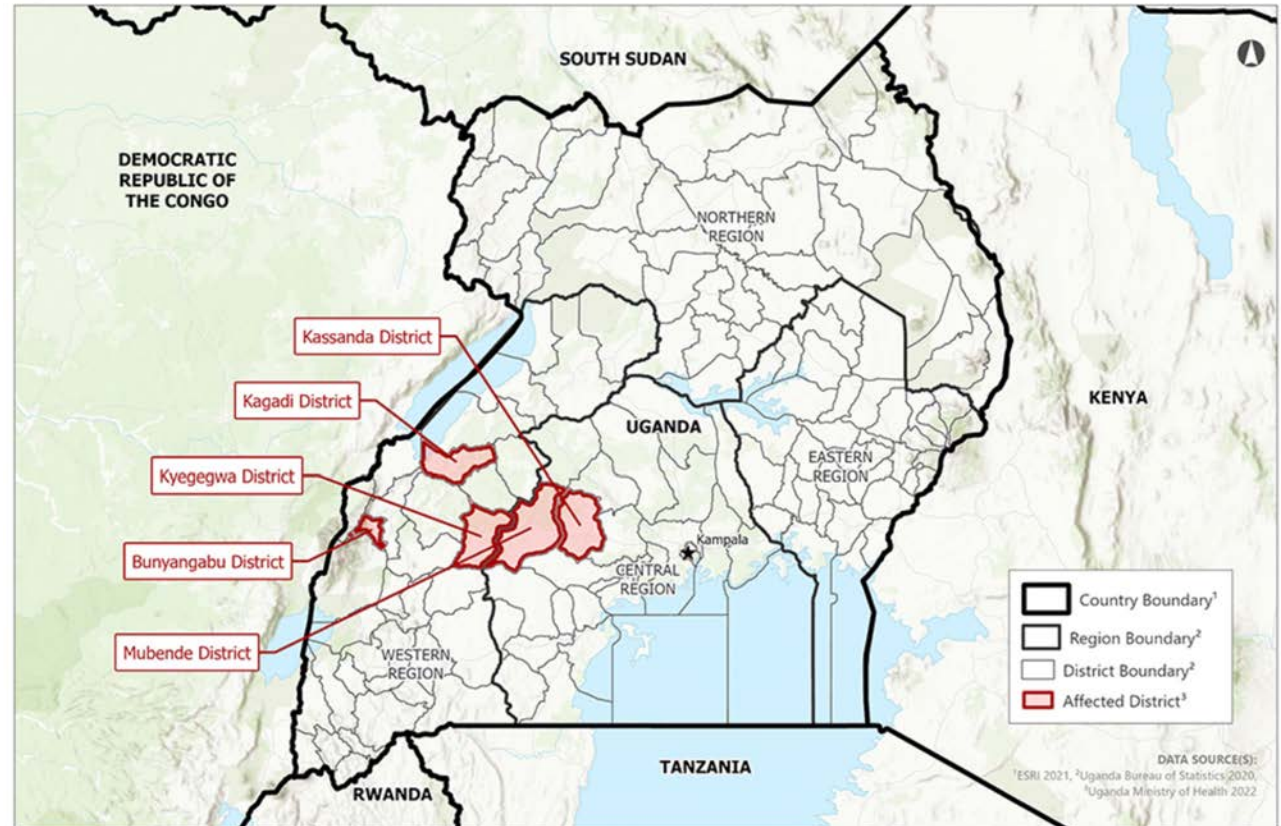 SOUTH SUDAN
DEMOCRATIC
REPUBLIC OF
THE CONGO
NORTHERN
REGION
Kassanda District
Kagadi District
KENYA
UGANDA
EASTERN
REGION
Kyegegwa District
Kampala
Bunyangabu District
CENTRAL
REGION
Mubende District
WESTERN
REGION
Country Boundary¹
Region Boundary²
District Boundary²
Affected District³
TANZANIA
RWANDA
DATA SOURCE(S):
¹ESRI 2021, ²Uganda Bureau of Statistics 2020,
³Uganda Ministry of Health 2022